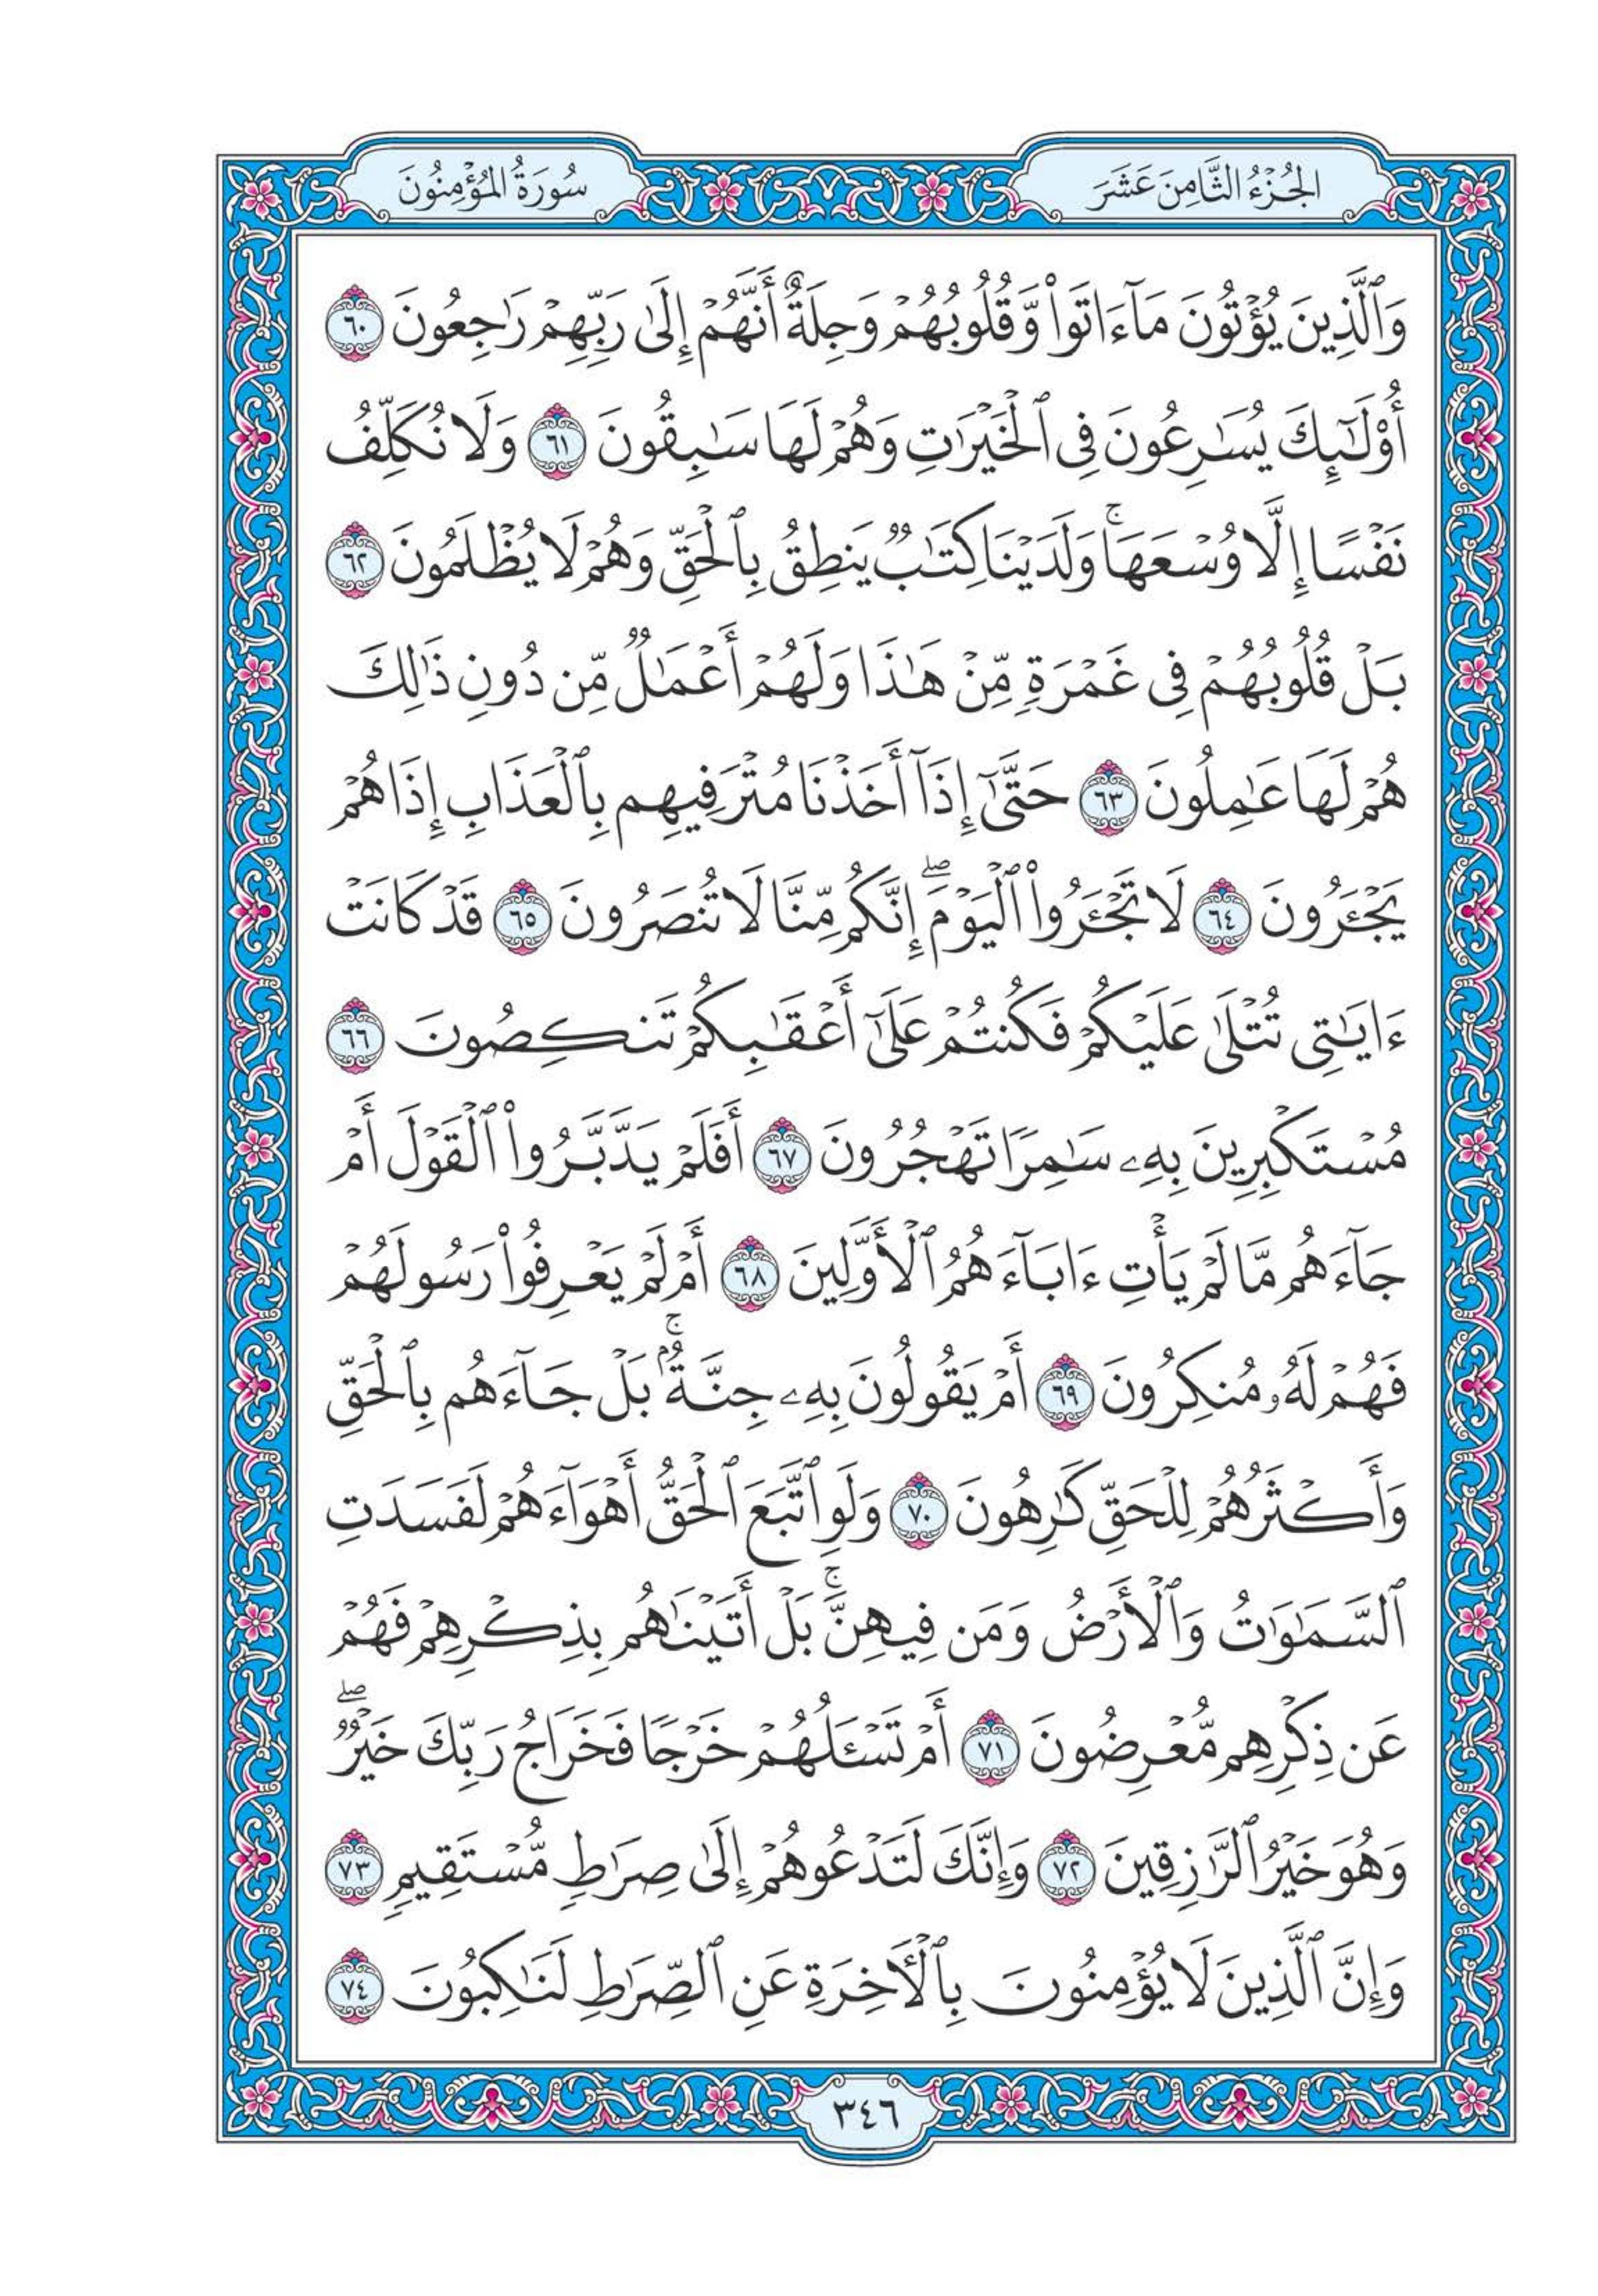 الجُزْءُ الثَّامِنَ عَشَرَ
سُورَةُ المُؤْمِنُونَ
وَٱلَّذِينَ يُؤْتُونَ مَآ ءَاتَوا۟ وَّقُلُوبُهُمْ وَجِلَةٌ أَنَّهُمْ إِلَىٰ رَبِّهِمْ رَٰجِعُونَ ٦٠
أُو۟لَـٰٓئِكَ يُسَـٰرِعُونَ فِى ٱلْخَيْرَٰتِ وَهُمْ لَهَا سَـٰبِقُونَ ٦١ وَلَا نُكَلِّفُ
نَفْسًا إِلَّا وُسْعَهَا ۚ وَلَدَيْنَا كِتَـٰبٌ يَنطِقُ بِٱلْحَقِّ وَهُمْ لَا يُظْلَمُونَ ٦٢
بَلْ قُلُوبُهُمْ فِى غَمْرَةٍ مِّنْ هَـٰذَا وَلَهُمْ أَعْمَـٰلٌ مِّن دُونِ ذَٰلِكَ
هُمْ لَهَا عَـٰمِلُونَ ٦٣ حَتَّىٰٓ إِذَآ أَخَذْنَا مُتْرَفِيهِم بِٱلْعَذَابِ إِذَا هُمْ
يَجْـَٔرُونَ ٦٤ لَا تَجْـَٔرُوا۟ ٱلْيَوْمَ ۖ إِنَّكُم مِّنَّا لَا تُنصَرُونَ ٦٥ قَدْ كَانَتْ
ءَايَـٰتِى تُتْلَىٰ عَلَيْكُمْ فَكُنتُمْ عَلَىٰٓ أَعْقَـٰبِكُمْ تَنكِصُونَ ٦٦
مُسْتَكْبِرِينَ بِهِۦ سَـٰمِرًا تَهْجُرُونَ ٦٧ أَفَلَمْ يَدَّبَّرُوا۟ ٱلْقَوْلَ أَمْ
جَآءَهُم مَّا لَمْ يَأْتِ ءَابَآءَهُمُ ٱلْأَوَّلِينَ ٦٨ أَمْ لَمْ يَعْرِفُوا۟ رَسُولَهُمْ
فَهُمْ لَهُۥ مُنكِرُونَ ٦٩ أَمْ يَقُولُونَ بِهِۦ جِنَّةٌۢ ۚ بَلْ جَآءَهُم بِٱلْحَقِّ
وَأَكْثَرُهُمْ لِلْحَقِّ كَـٰرِهُونَ ٧٠ وَلَوِ ٱتَّبَعَ ٱلْحَقُّ أَهْوَآءَهُمْ لَفَسَدَتِ
ٱلسَّمَـٰوَٰتُ وَٱلْأَرْضُ وَمَن فِيهِنَّ ۚ بَلْ أَتَيْنَـٰهُم بِذِكْرِهِمْ فَهُمْ
عَن ذِكْرِهِم مُّعْرِضُونَ ٧١ أَمْ تَسْـَٔلُهُمْ خَرْجًا فَخَرَاجُ رَبِّكَ خَيْرٌ ۖ
وَهُوَ خَيْرُ ٱلرَّٰزِقِينَ ٧٢ وَإِنَّكَ لَتَدْعُوهُمْ إِلَىٰ صِرَٰطٍ مُّسْتَقِيمٍ ٧٣
وَإِنَّ ٱلَّذِينَ لَا يُؤْمِنُونَ بِٱلْـَٔاخِرَةِ عَنِ ٱلصِّرَٰطِ لَنَـٰكِبُونَ ٧٤
٣٤٦